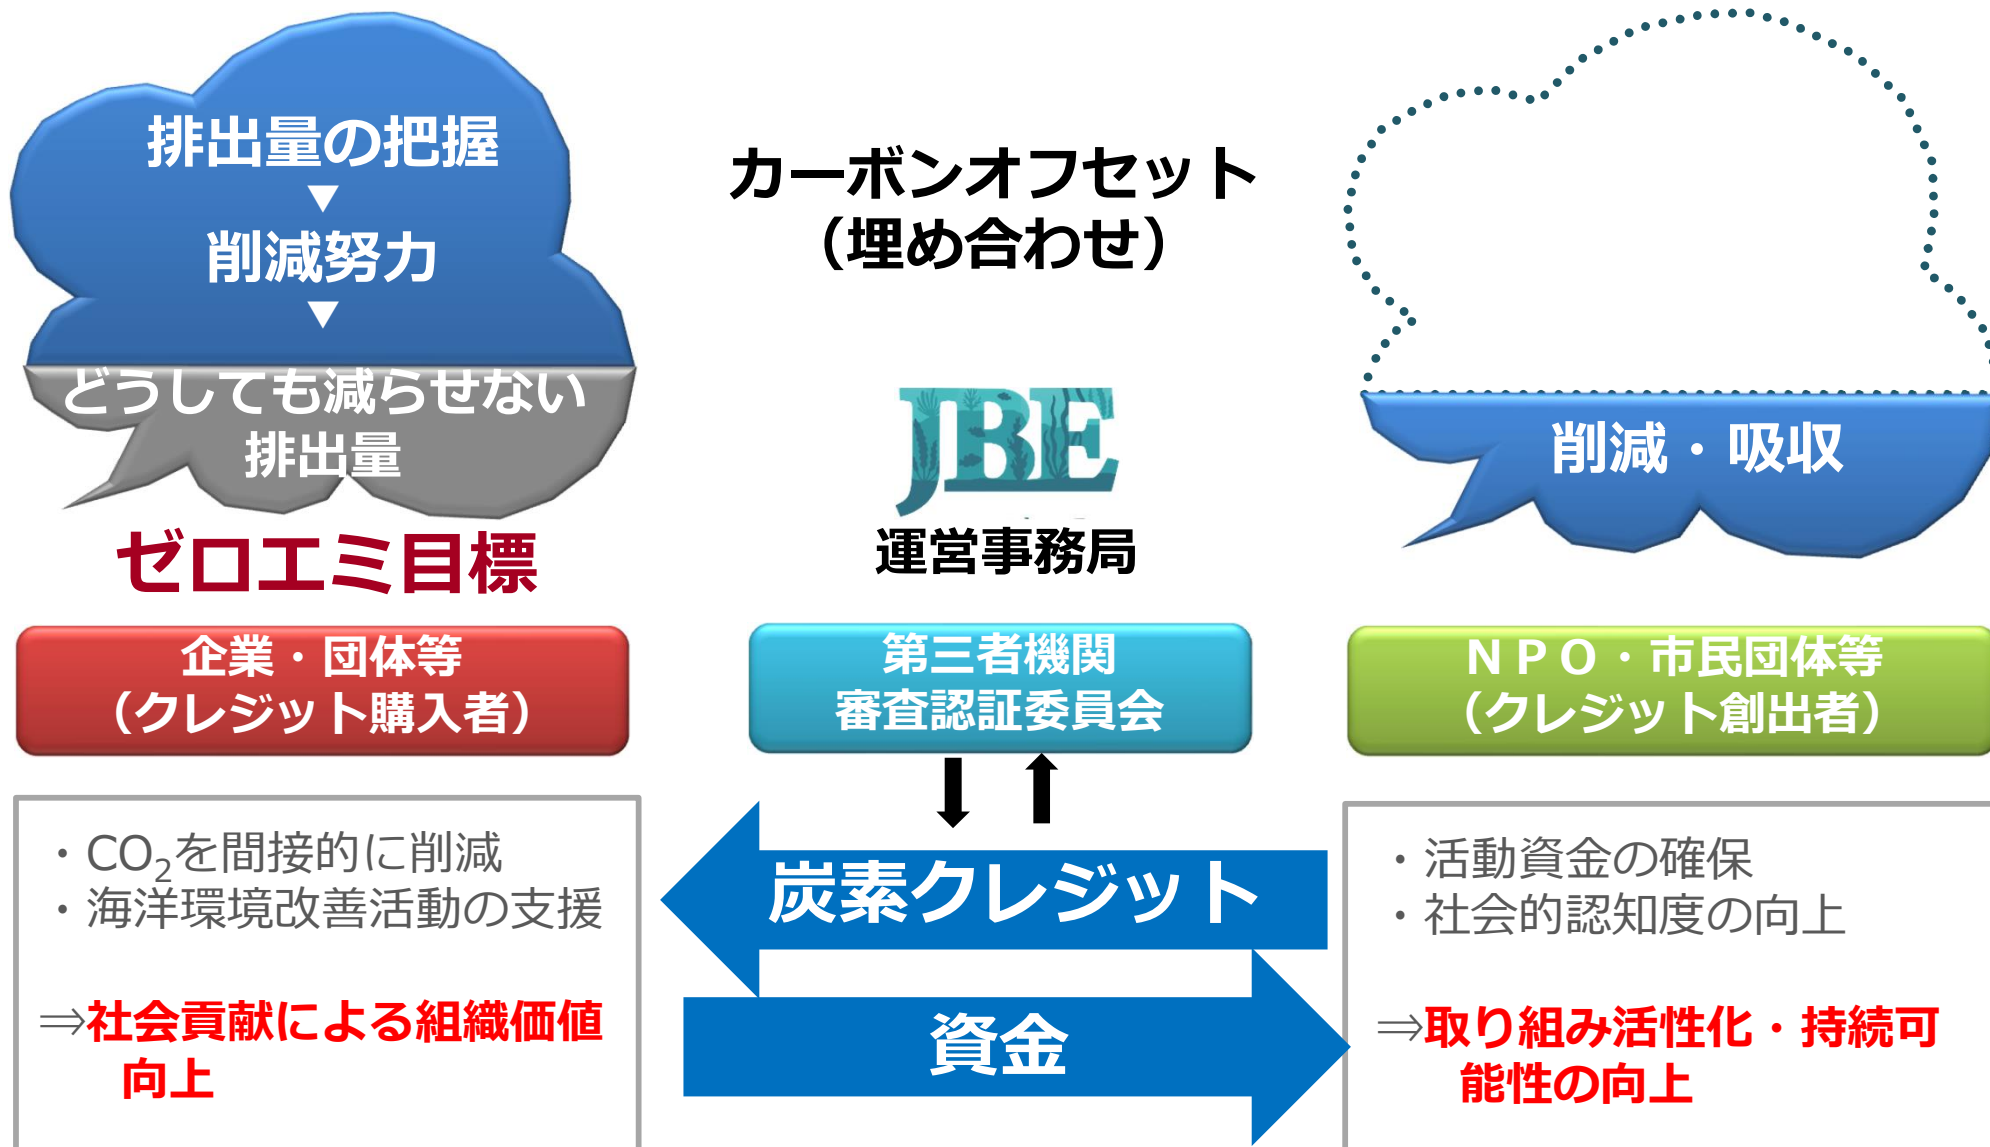 排出量の把握
▼
削減努力
▼
どうしても減らせない
排出量
ゼロエミ目標
企業・団体等
（クレジット購入者）
・CO₂を間接的に削減
・海洋環境改善活動の支援
⇒社会貢献による組織価値
向上
カーボンオフセット
（埋め合わせ）
JBE
運営事務局
第三者機関
審査認証委員会
炭素クレジット
資金
削減・吸収
ＮＰＯ・市民団体等
（クレジット創出者）
・活動資金の確保
・社会的認知度の向上
⇒取り組み活性化・持続可
能性の向上